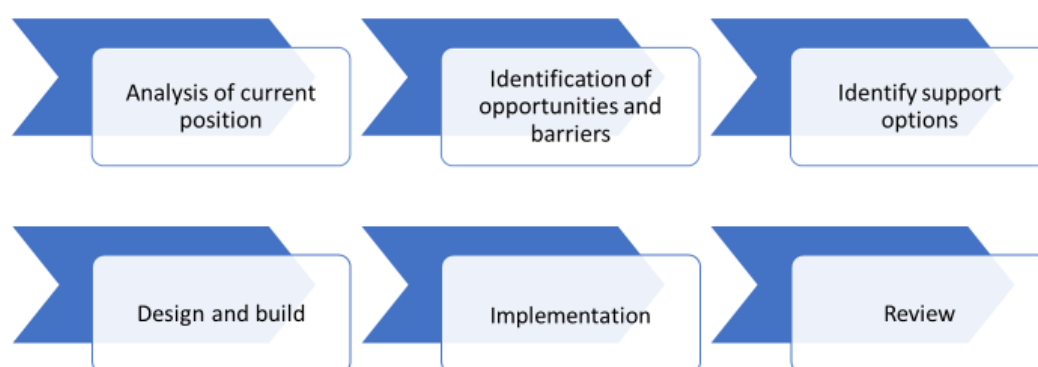 Analysis of current
position
Identification of
opportunities and
barriers
Identify support
options
Design and build
Implementation
Review